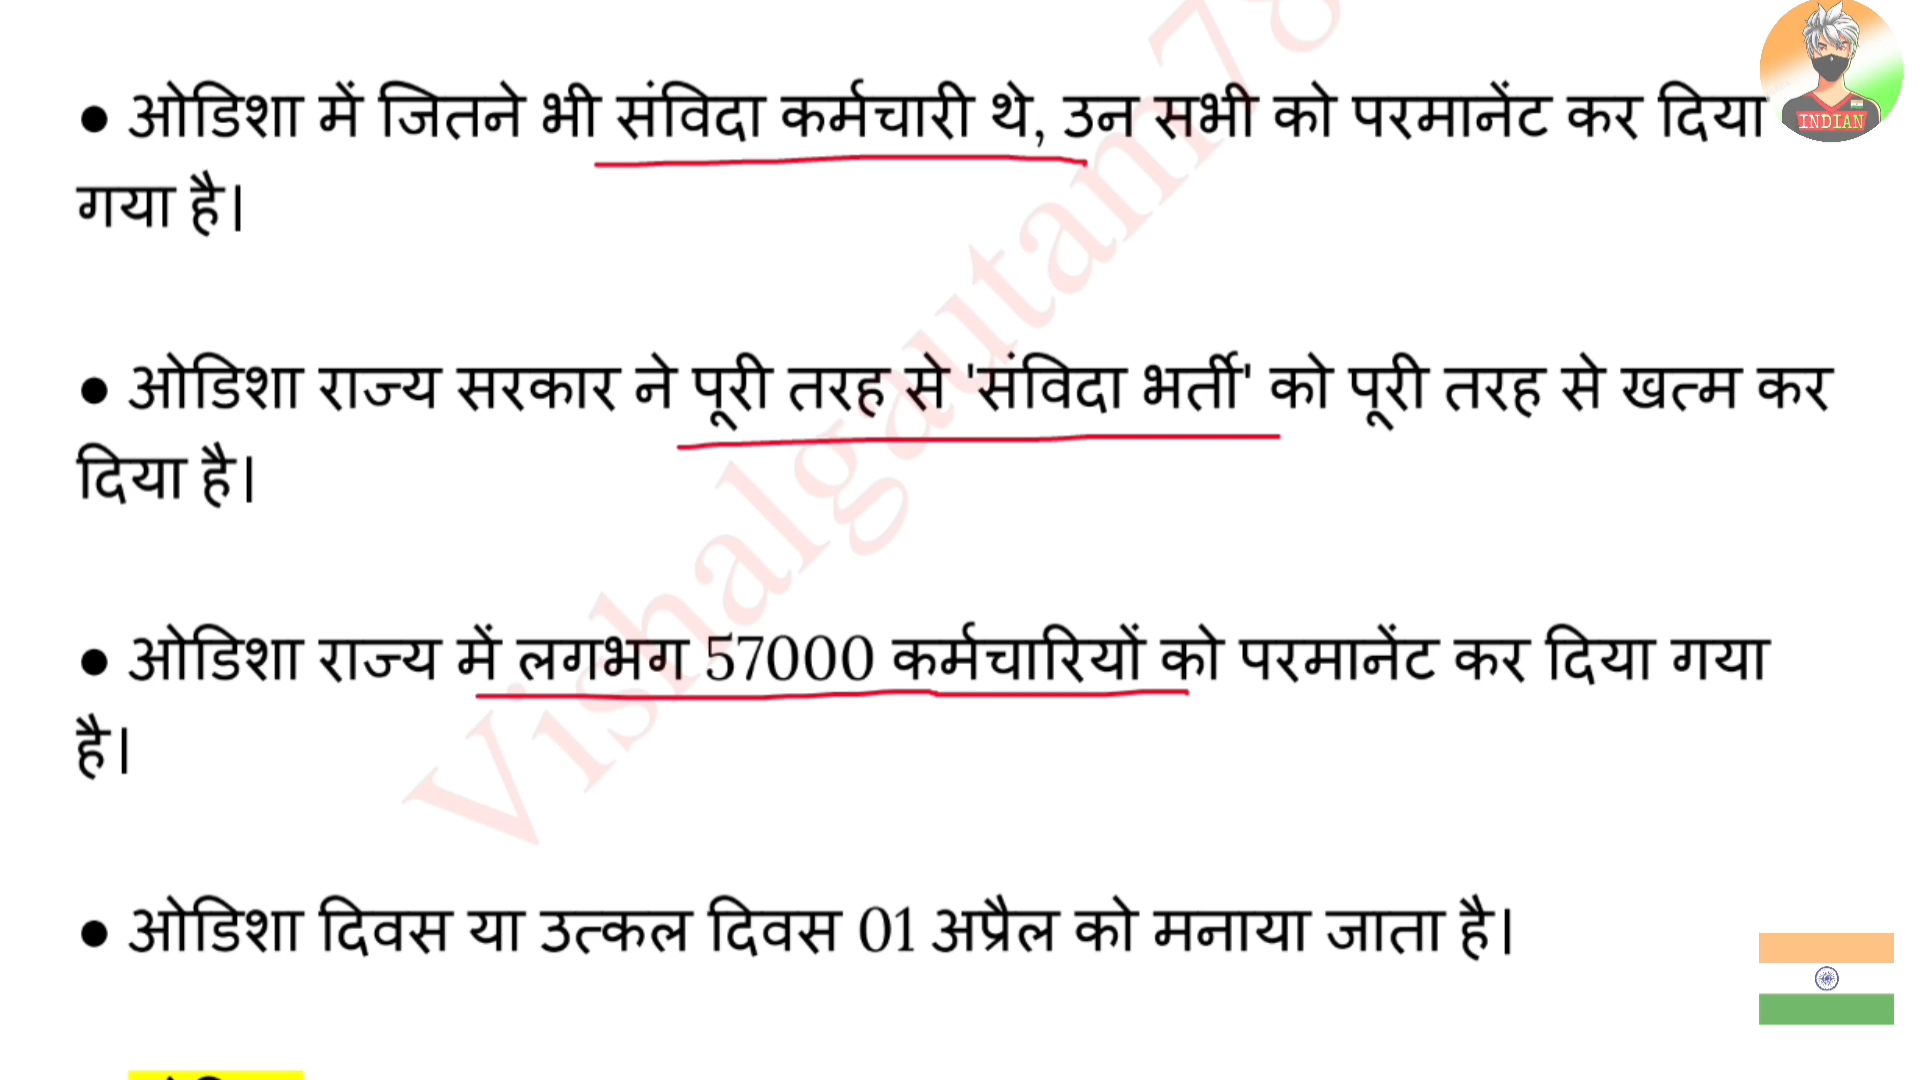 ● ओडिशा में जितने भी संविदा कर्मचारी थे, उन सभी को परमानेंट कर दिया
गया है।
● ओडिशा राज्य सरकार ने पूरी तरह से 'संविदा भर्ती' को पूरी तरह से खत्म कर
दिया है।
● ओडिशा राज्य में लगभग 57000 कर्मचारियों को परमानेंट कर दिया गया
है।
● ओडिशा दिवस या उत्कल दिवस 01 अप्रैल को मनाया जाता है।
Vishalgautam78
INDIAN